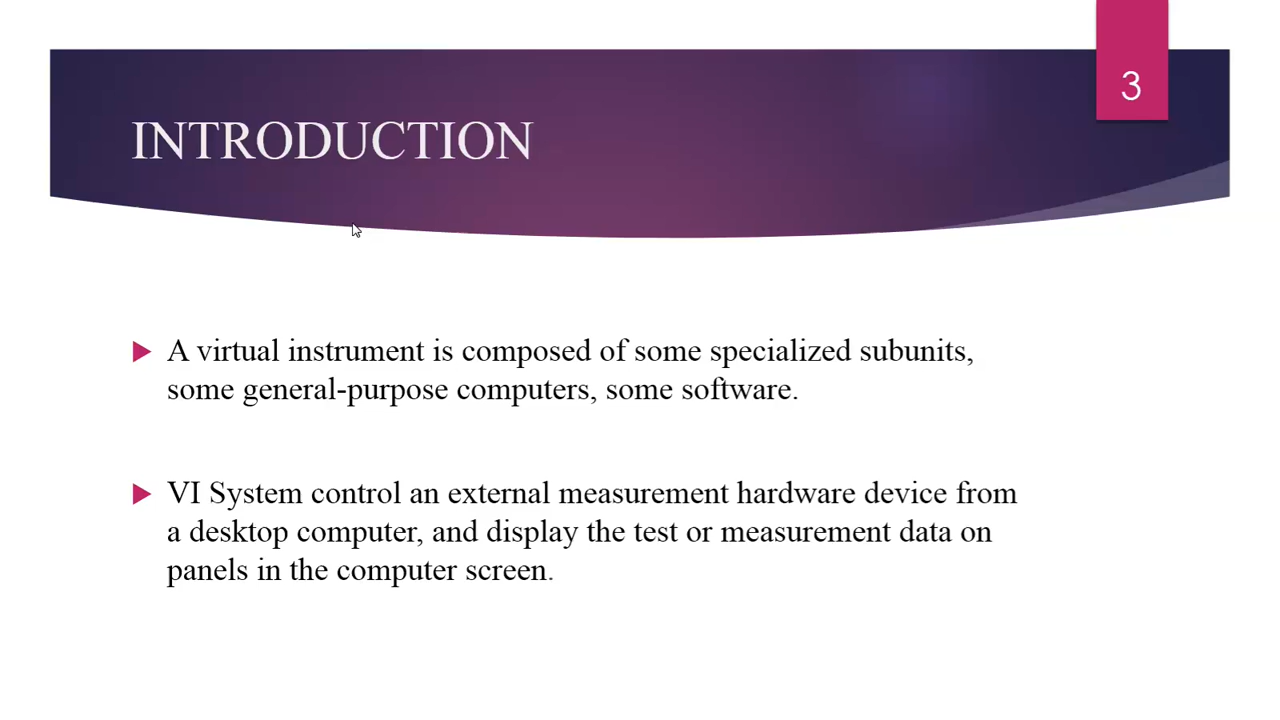 3
INTRODUCTION
A virtual instrument is composed of some specialized subunits,
some general-purpose computers, some software.
VI System control an external measurement hardware device from
a desktop computer, and display the test or measurement data on
panels in the computer screen.